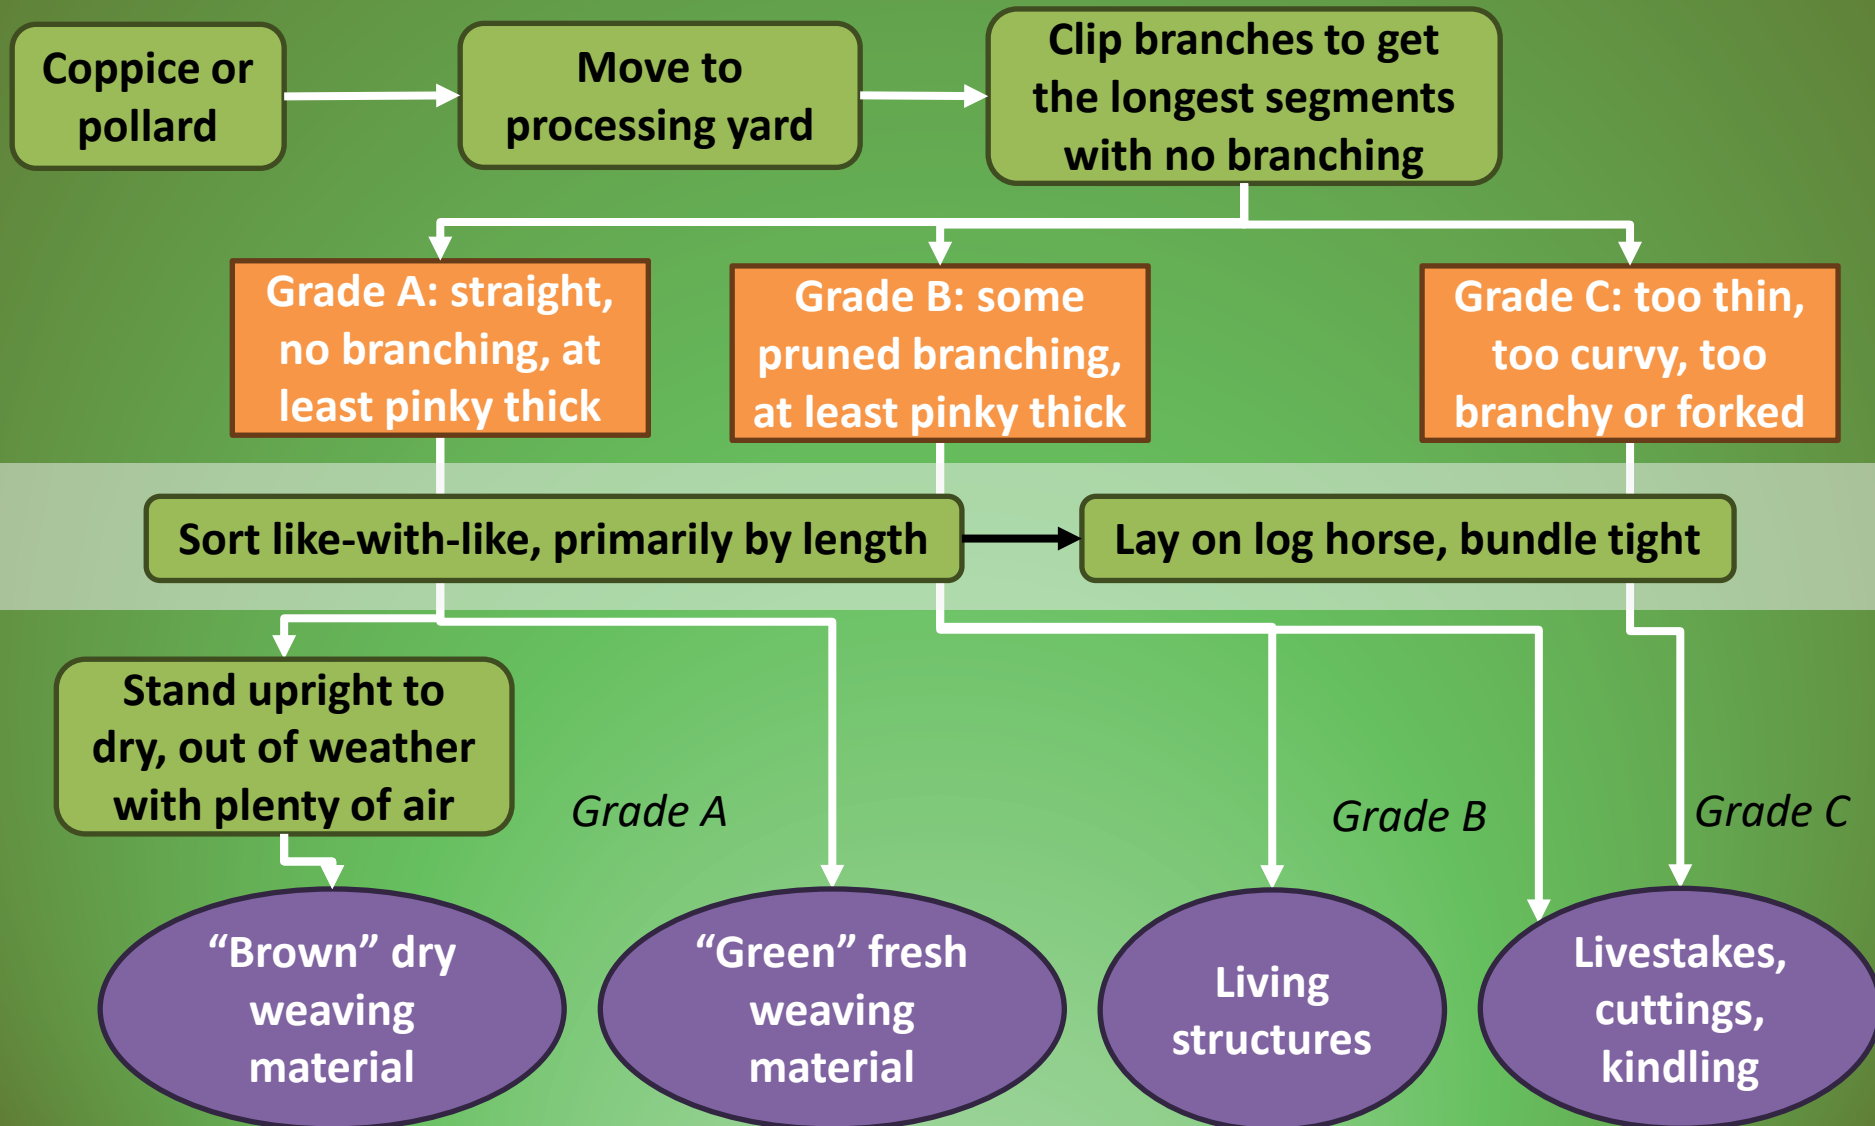 Coppice or
pollard
Move to
processing yard
Clip branches to get
the longest segments
with no branching
Grade A: straight,
no branching, at
least pinky thick
Grade B: some
pruned branching,
at least pinky thick
Grade C: too thin,
too curvy, too
branchy or forked
Sort like-with-like, primarily by length
Lay on log horse, bundle tight
Stand upright to
dry, out of weather
with plenty of air
Grade A
Grade B
Grade C
“Brown” dry
weaving
material
“Green” fresh
weaving
material
Living
structures
Livestakes,
cuttings,
kindling